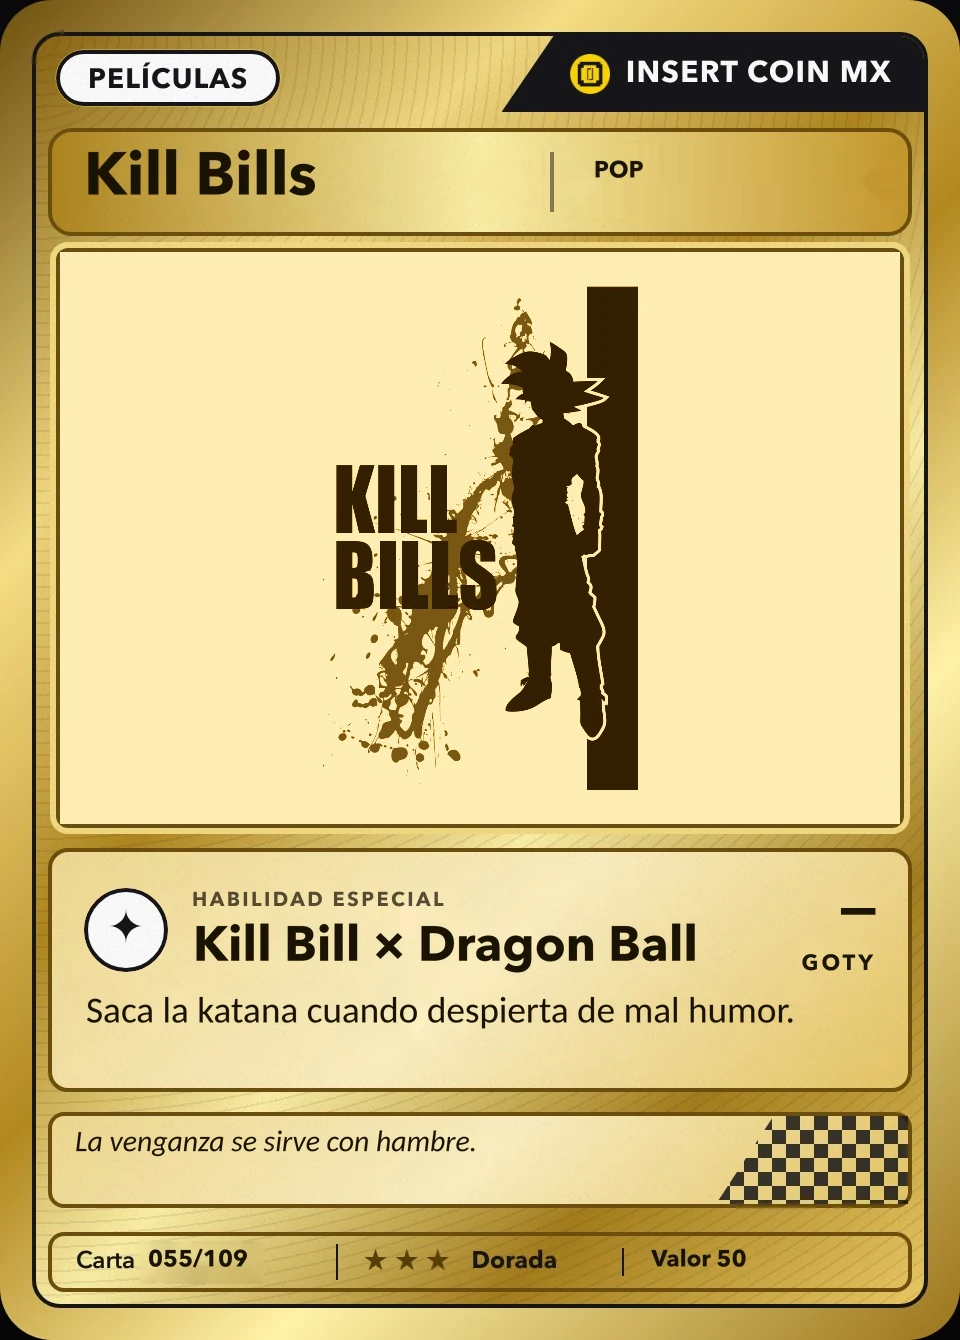 PELÍCULAS
INSERT COIN MX
Kill Bills
POP
KILL
BILLS
HABILIDAD ESPECIAL
Kill Bill × Dragon Ball
—
GOTY
Saca la katana cuando despierta de mal humor.
La venganza se sirve con hambre.
Carta 055/109
★★★ Dorada
Valor 50